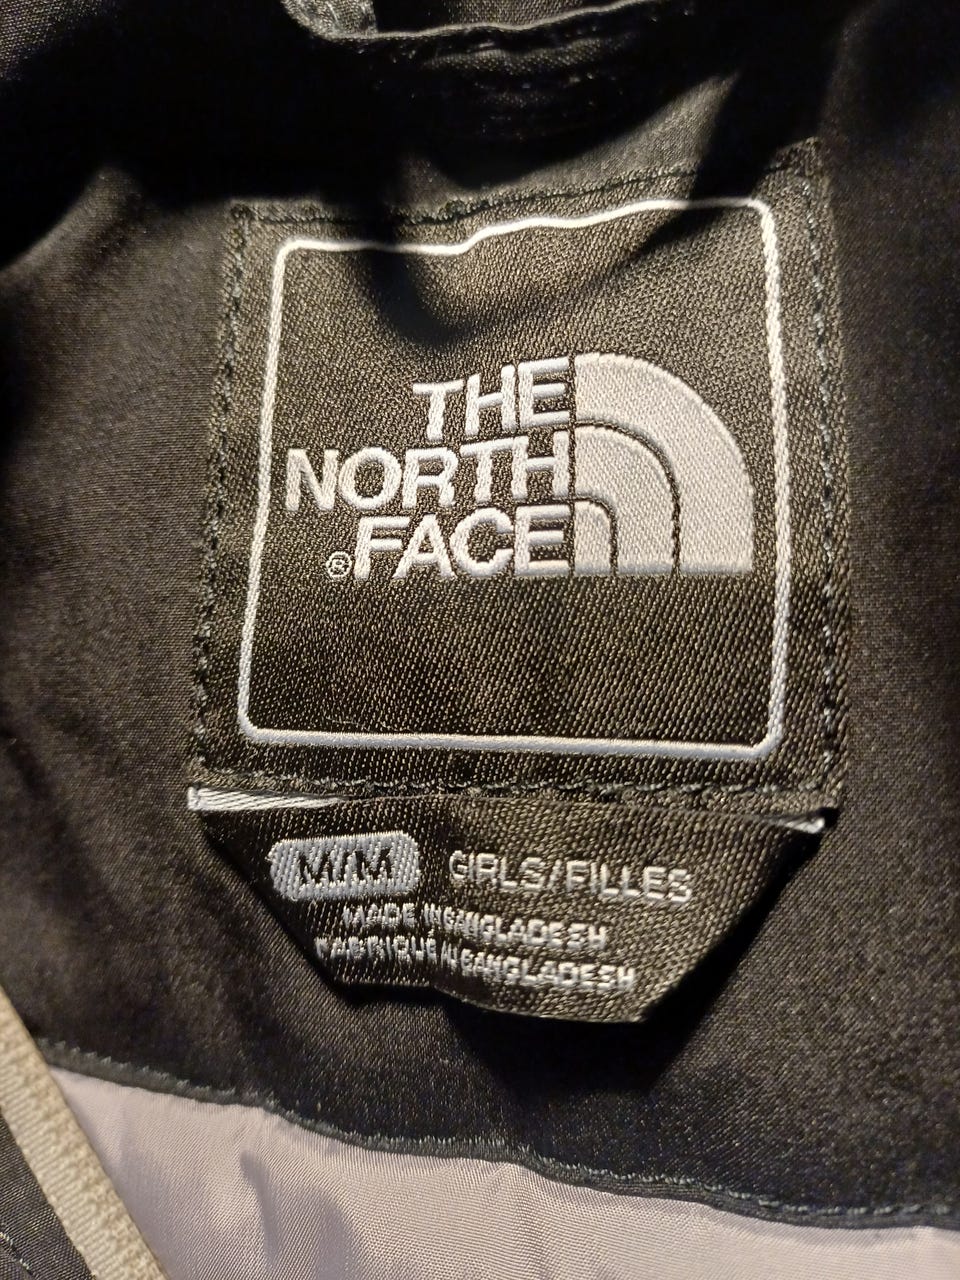 THE
NORTH
®FACE
M/M GIRLS/FILLES
MADE IN BANGLADESH
FABRIQUÉ AU BANGLADESH